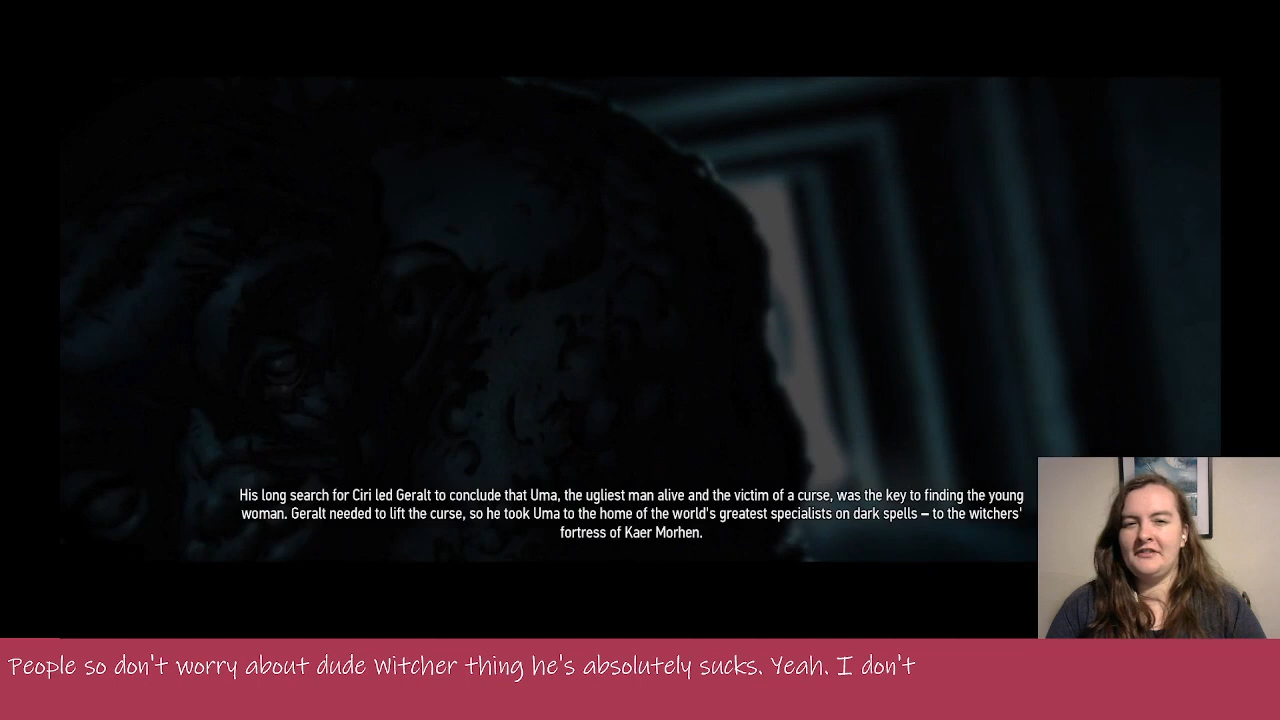 His long search for Ciri led Geralt to conclude that Uma, the ugliest man alive and the victim of a curse, was the key to finding the young
woman. Geralt needed to lift the curse, so he took Uma to the home of the world's greatest specialists on dark spells – to the witchers'
fortress of Kaer Morhen.
People so don't worry about dude Witcher thing he's absolutely sucks. Yeah. I don't